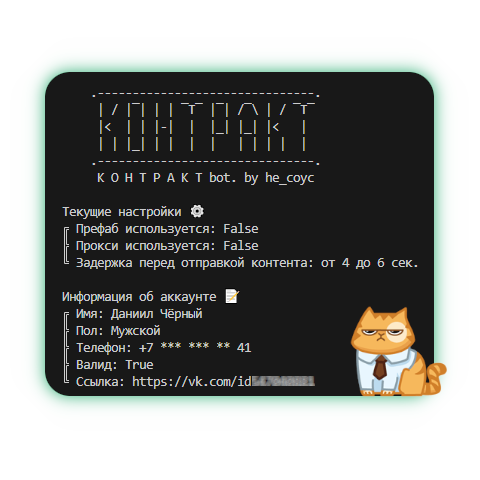 К О Н Т Р А К Т bot. by he_coyc
Текущие настройки ⚙
Префаб используется: False
Прокси используется: False
Задержка перед отправкой контента: от 4 до 6 сек.
Информация об аккаунте 📝
Имя: Даниил Чёрный
Пол: Мужской
Телефон: +7 *** *** ** 41
Валид: True
Ссылка: https://vk.com/id